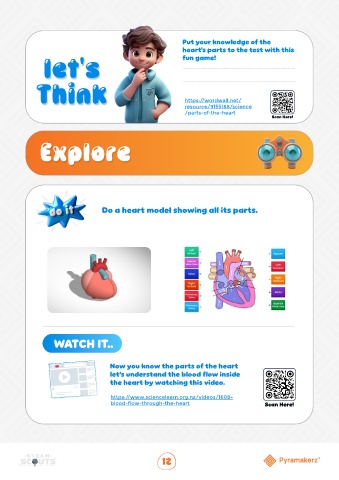 Put your knowledge of the
heart's parts to the test with this
fun game!
let's
Think
https://wordwall.net/
resource/9155188/science
/parts-of-the-heart
Scan Here!
Explore
do it
Do a heart model showing all its parts.
WATCH IT..
Now you know the parts of the heart
let's understand the blood flow inside
the heart by watching this video.
https://www.sciencelearn.org.nz/videos/1608-
blood-flow-through-the-heart
Scan Here!
SCOUTS
12
Pyramakerz